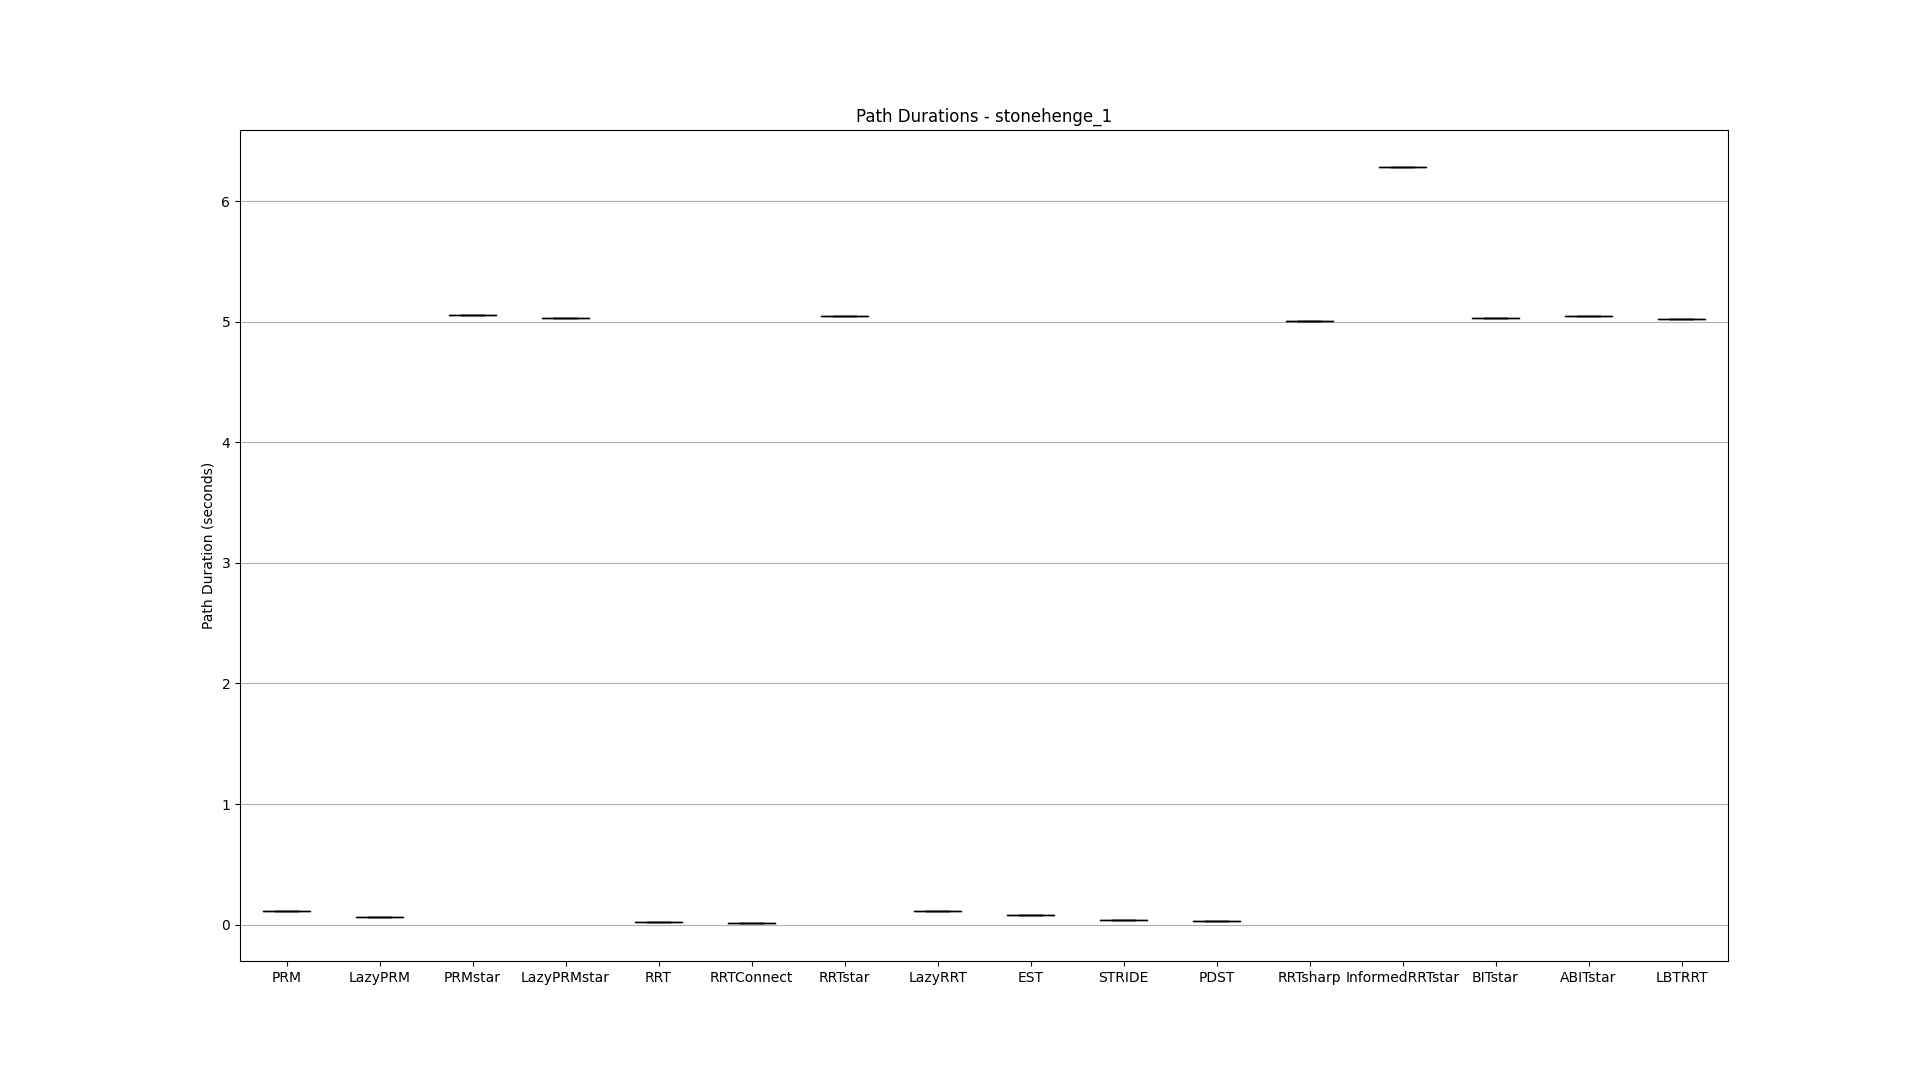 Path Durations - stonehenge_1
Path Duration (seconds)
6
5
4
3
2
1
0
PRM LazyPRM PRMstar LazyPRMstar RRT RRTConnect RRTstar LazyRRT EST STRIDE PDST RRTsharp InformedRRTstar BITstar ABITstar LBTRRT